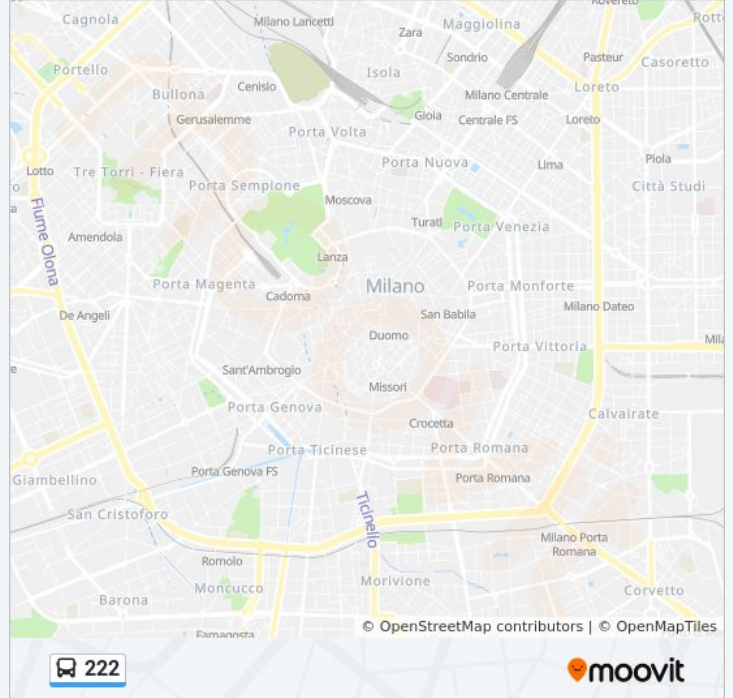 Rovereto
Cagnola
Milano Lancetti
Maggiolina
Rott
Zara
Sondrio
Pasteur
Casoretto
Portello
Isola
Bullona
Cenisio
Milano Centrale
Loreto
Gerusalemme
Gioia
Centrale FS
Loreto
Porta Volta
Lotto
Tre Torri - Fiera
Porta Nuova
Lima
Piola
o
Porta Sempione
Città Studi
Moscova
a
Turati
Porta Venezia
Fiume Olona
Amendola
Lanza
Porta Magenta
Milano
Porta Monforte
Cadorna
De Angeli
San Babila
Milano Dateo
Duomo
Porta Vittoria
Mila
e
Sant'Ambrogio
Missori
Porta Genova
Crocetta
Calvairate
Porta Ticinese
Porta Romana
Giambellino
Porta Genova FS
Porta Romana
San Cristoforo
Ticinello
Milano Porta
Romana
Romolo
Moncucco
Morivione
Corvetto
Barona
Famagosta
© OpenStreetMap contributors | © OpenMapTiles
222
moovit